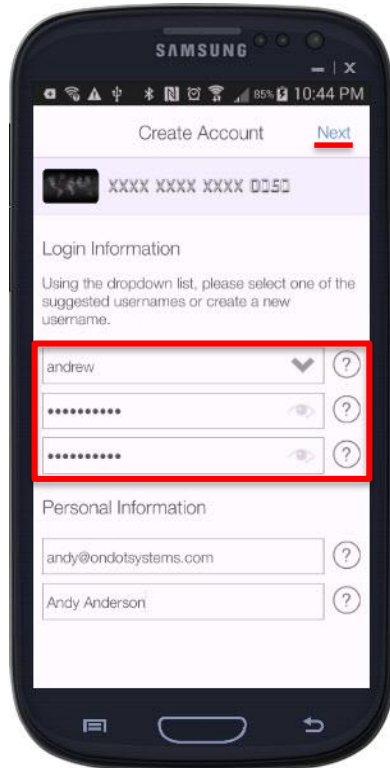 SAMSUNG
85% 10:44 PM
Create Account Next
XXXX XXXX XXXX 0050
Login Information
Using the dropdown list, please select one of the
suggested usernames or create a new
username.
andrew
••••••••••
••••••••••
Personal Information
andy@ondotsystems.com
Andy Anderson